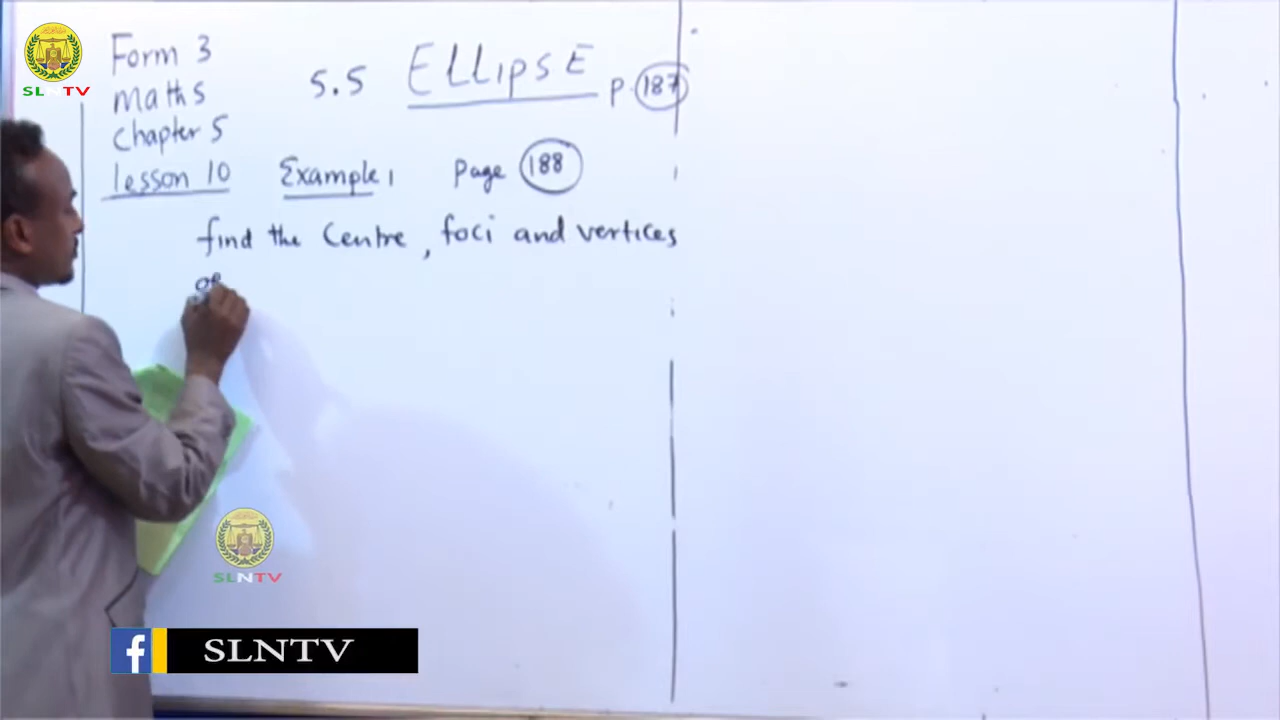 SLNTV
Form 3
Maths
Chapter 5
lesson 10
5.5 ELLIPSE P. 187
Example 1 Page 188
find the Centre, foci and vertices
of
SLNTV
SLNTV